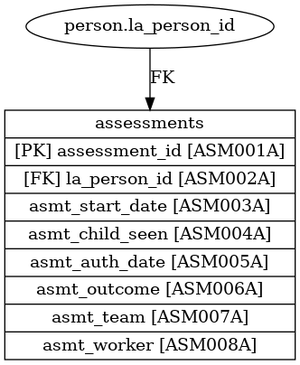 person.la_person_id
FK
assessments
[PK] assessment_id [ASM001A]
[FK] la_person_id [ASM002A]
asmt_start_date [ASM003A]
asmt_child_seen [ASM004A]
asmt_auth_date [ASM005A]
asmt_outcome [ASM006A]
asmt_team [ASM007A]
asmt_worker [ASM008A]